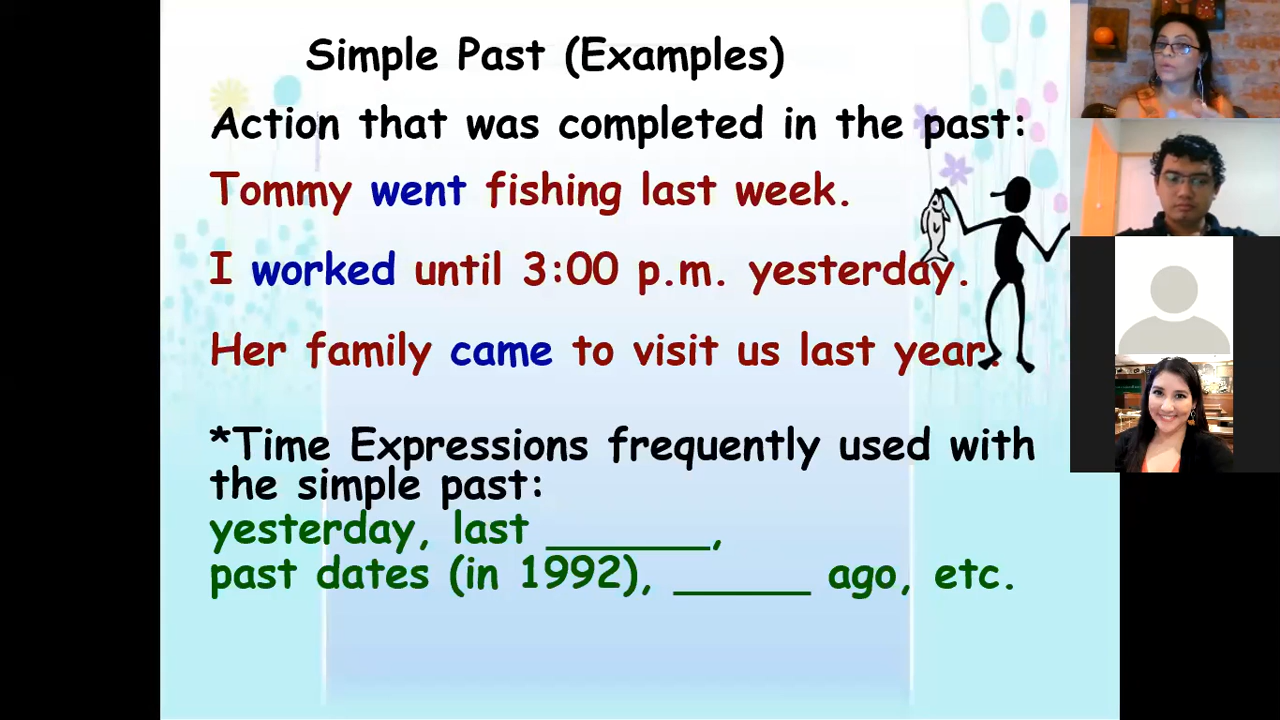 Simple Past (Examples)
Action that was completed in the past:
Tommy went fishing last week.
I worked until 3:00 p.m. yesterday.
Her family came to visit us last year.
*Time Expressions frequently used with
the simple past:
yesterday, last ______,
past dates (in 1992), _____ ago, etc.